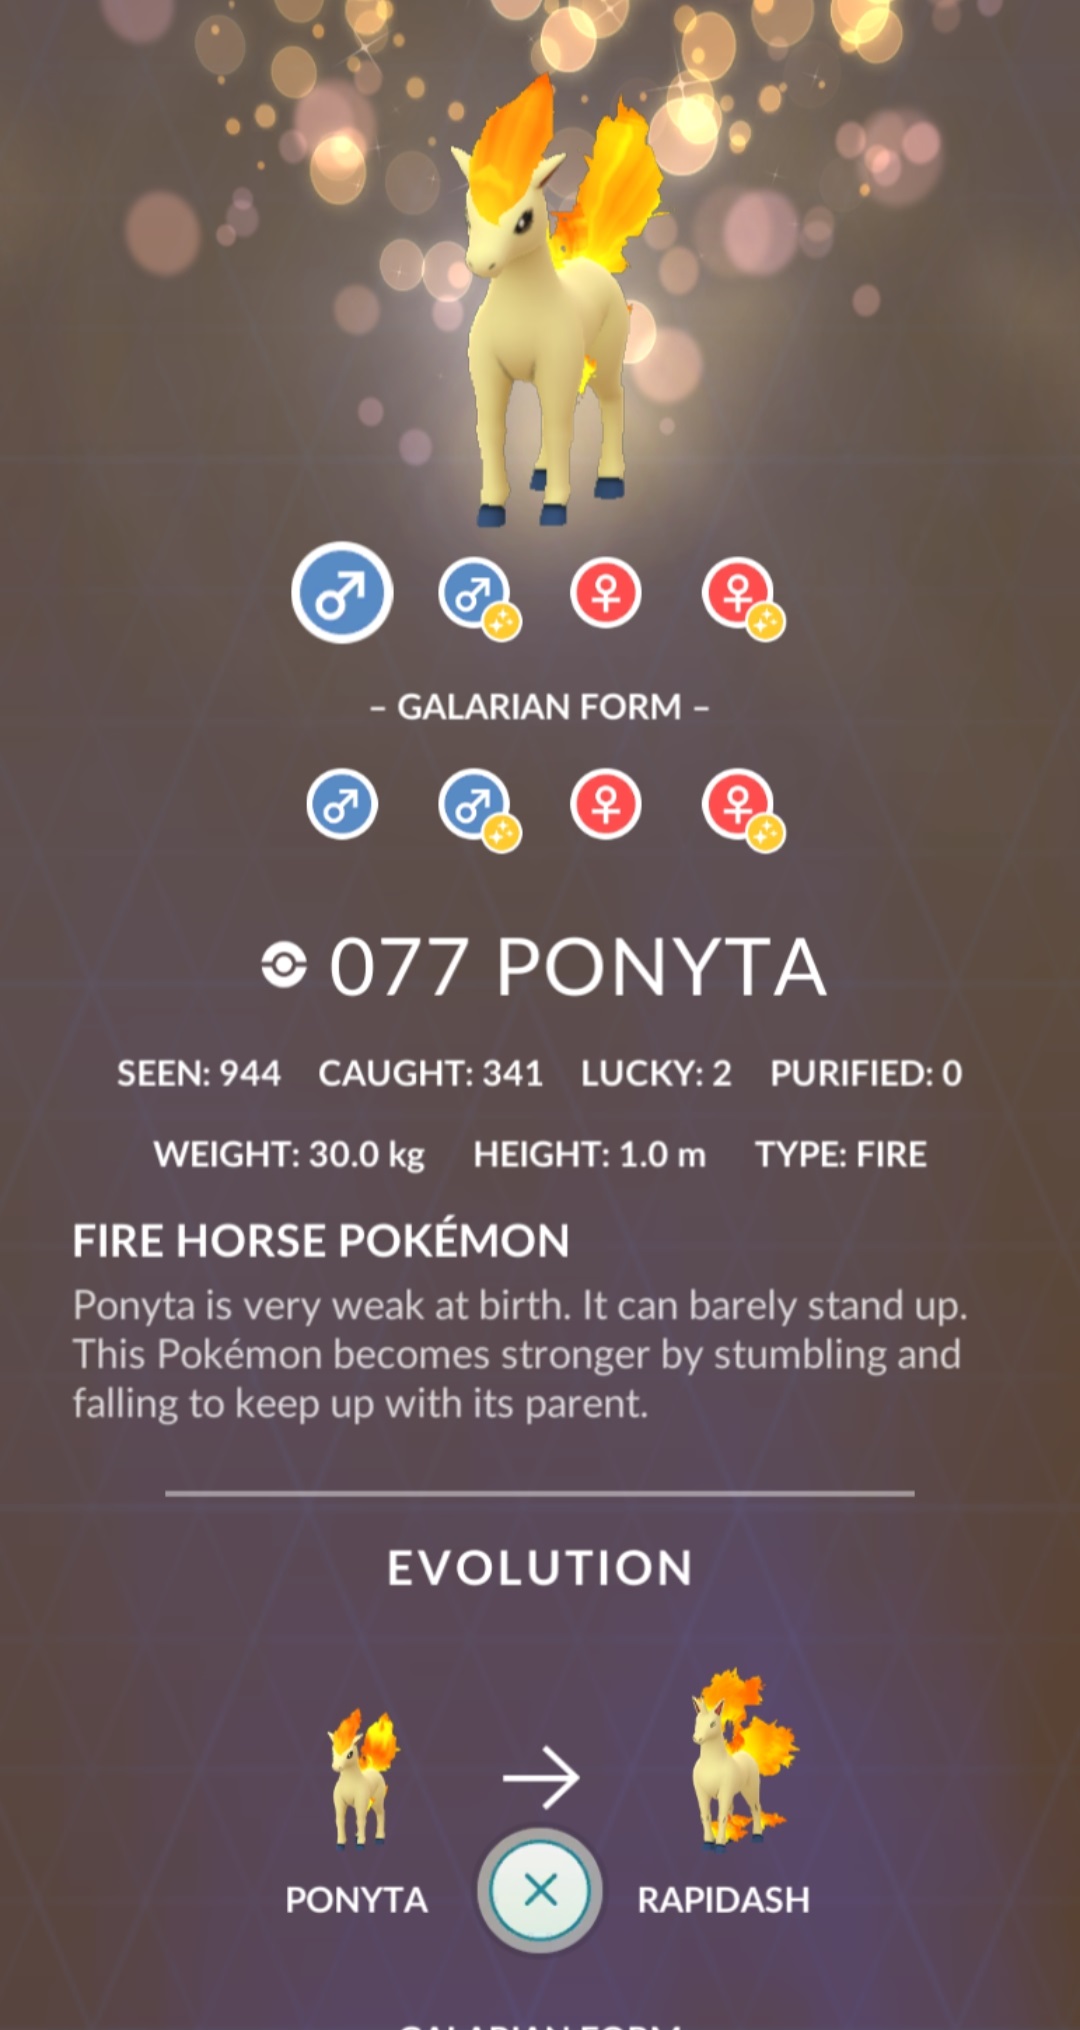 – GALARIAN FORM –
077 PONYTA
SEEN: 944 CAUGHT: 341 LUCKY: 2 PURIFIED: 0
WEIGHT: 30.0 kg HEIGHT: 1.0 m TYPE: FIRE
FIRE HORSE POKÉMON
Ponyta is very weak at birth. It can barely stand up.
This Pokémon becomes stronger by stumbling and
falling to keep up with its parent.
EVOLUTION
PONYTA RAPIDASH